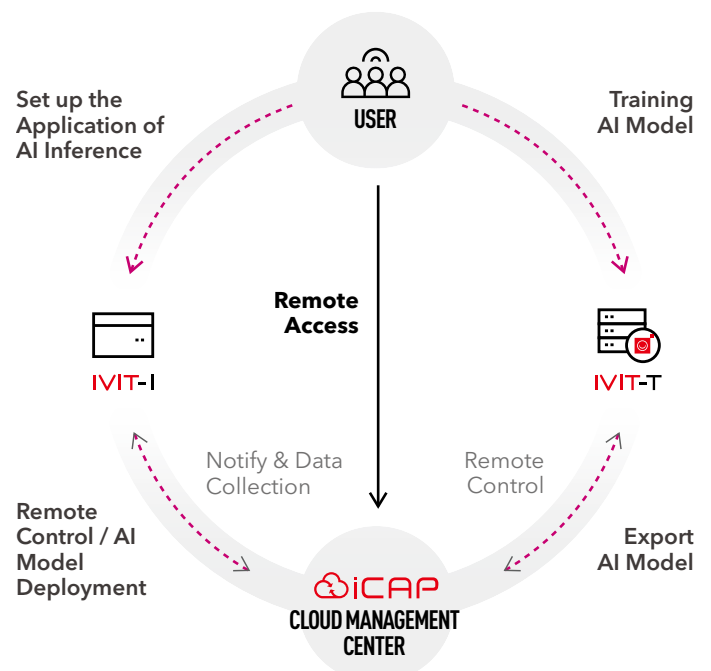 USER
Set up the
Application of
AI Inference
Training
AI Model
Remote
Access
IVIT-I
IVIT-T
Notify & Data
Collection
Remote
Control
Remote
Control / AI
Model
Deployment
Export
AI Model
iCAP
CLOUD MANAGEMENT
CENTER